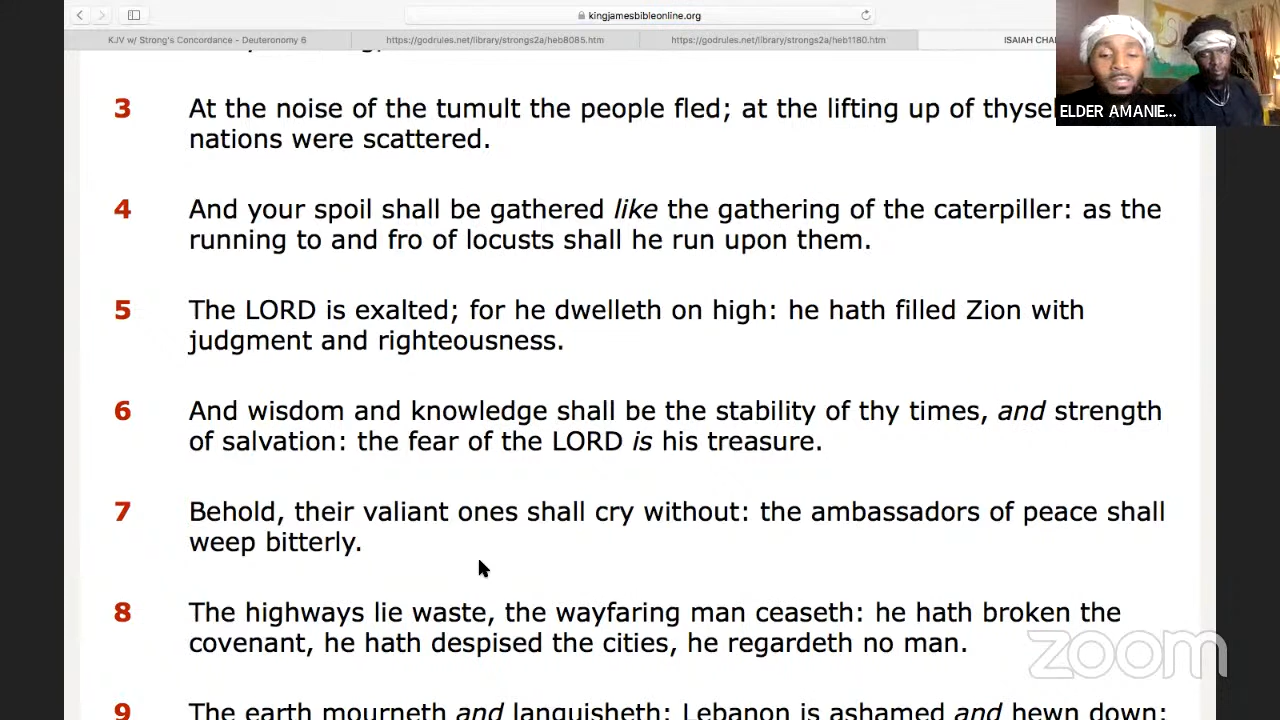 kingjamesbibleonline.org
KJV w/ Strong's Concordance - Deuteronomy 6
https://godrules.net/library/strongs2a/heb8085.htm
https://godrules.net/library/strongs2a/heb1180.htm
ISAIAH CHA
ELDER AMANIE...
3 At the noise of the tumult the people fled; at the lifting up of thysel
nations were scattered.
4 And your spoil shall be gathered like the gathering of the caterpiller: as the
running to and fro of locusts shall he run upon them.
5 The LORD is exalted; for he dwelleth on high: he hath filled Zion with
judgment and righteousness.
6 And wisdom and knowledge shall be the stability of thy times, and strength
of salvation: the fear of the LORD is his treasure.
7 Behold, their valiant ones shall cry without: the ambassadors of peace shall
weep bitterly.
8 The highways lie waste, the wayfaring man ceaseth: he hath broken the
covenant, he hath despised the cities, he regardeth no man.
zoom
9 The earth mourneth and languisheth: Lebanon is ashamed and hewn down: